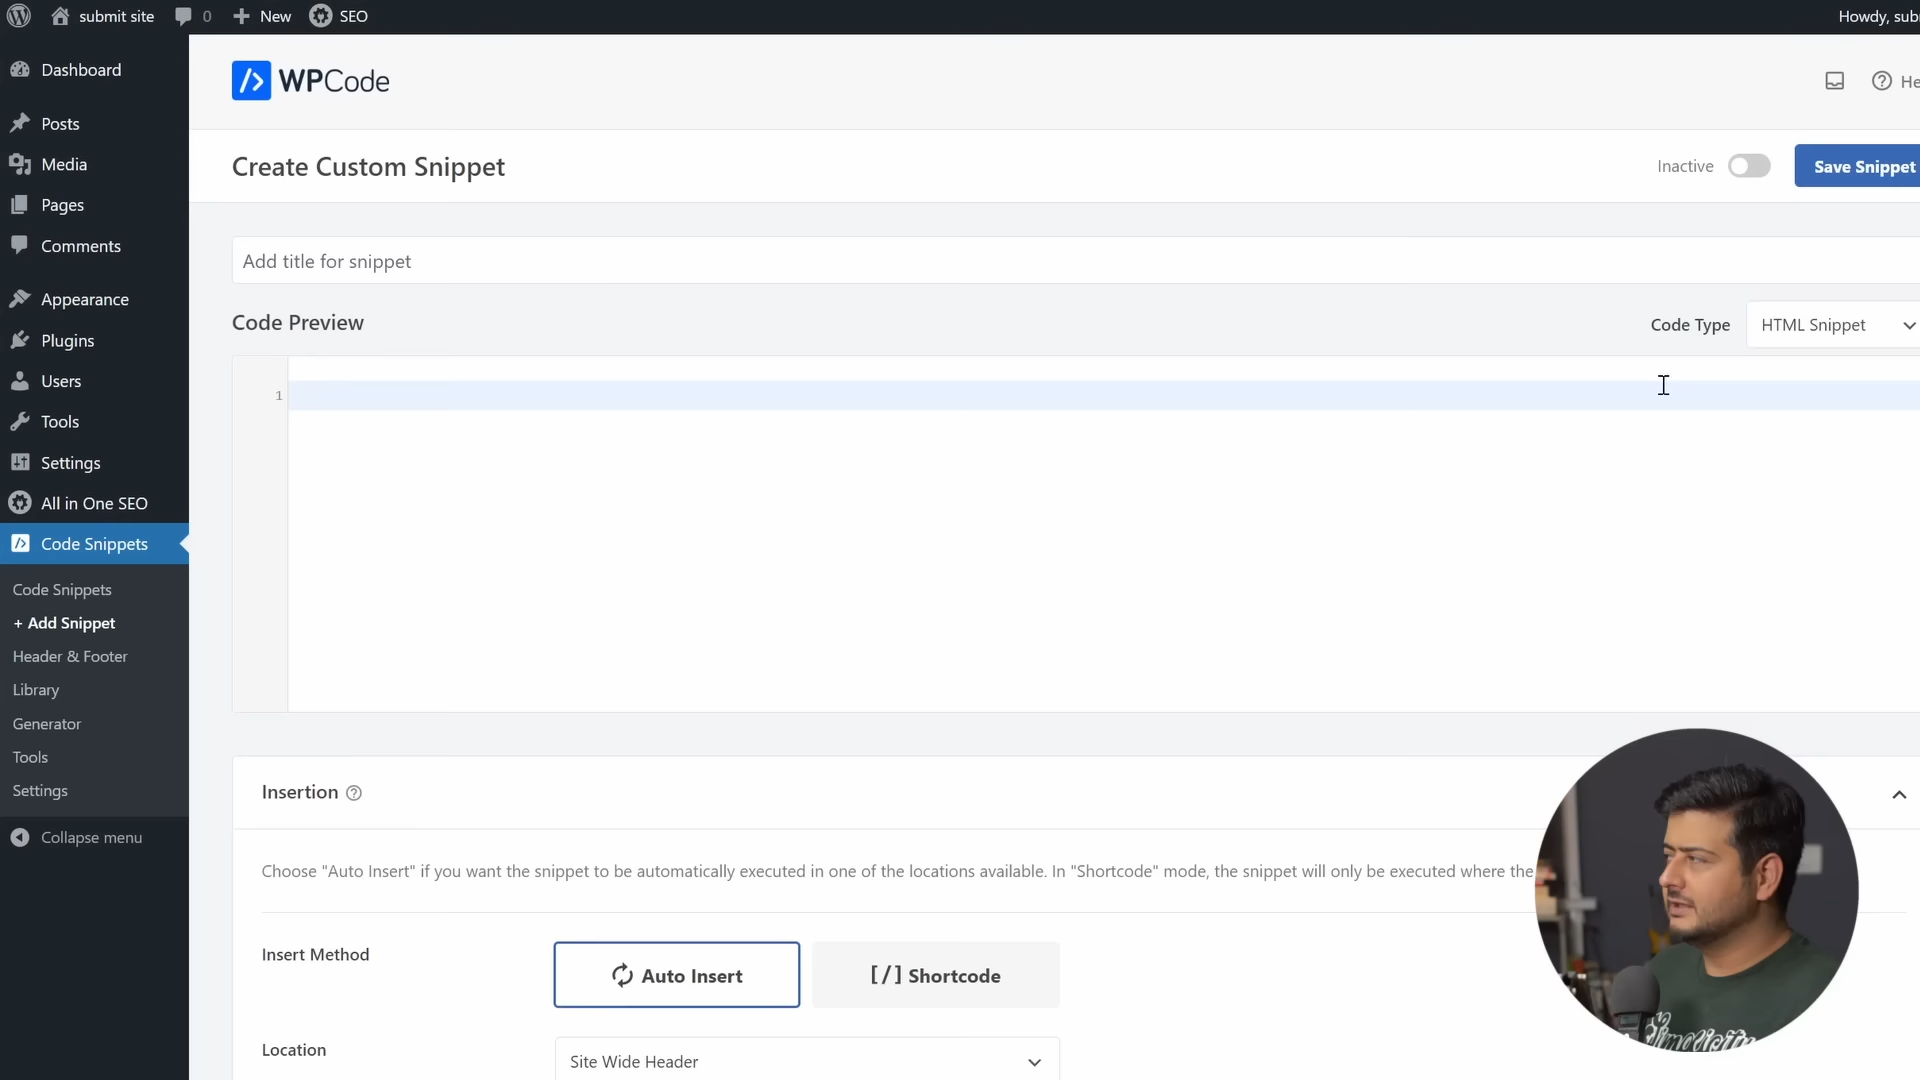 submit site
0
New
SEO
Howdy, sub
Dashboard
Posts
Media
Pages
Comments
Appearance
Plugins
Users
Tools
Settings
All in One SEO
Code Snippets
Code Snippets
+ Add Snippet
Header & Footer
Library
Generator
Tools
Settings
Collapse menu
WPCode
He
Create Custom Snippet
Inactive
Save Snippet
Add title for snippet
Code Preview
Code Type
HTML Snippet
1
Insertion
Choose "Auto Insert" if you want the snippet to be automatically executed in one of the locations available. In "Shortcode" mode, the snippet will only be executed where the
Insert Method
Auto Insert
[/] Shortcode
Location
Site Wide Header